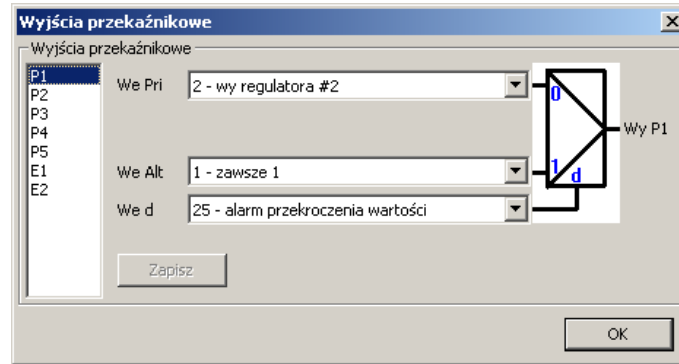 Wyjścia przekaźnikowe
Wyjścia przekaźnikowe
P1
P2
P3
P4
P5
E1
E2
We Pri 2 - wy regulatora #2
0
Wy P1
We Alt 1 - zawsze 1
1
d
We d 25 - alarm przekroczenia wartości
Zapisz
OK